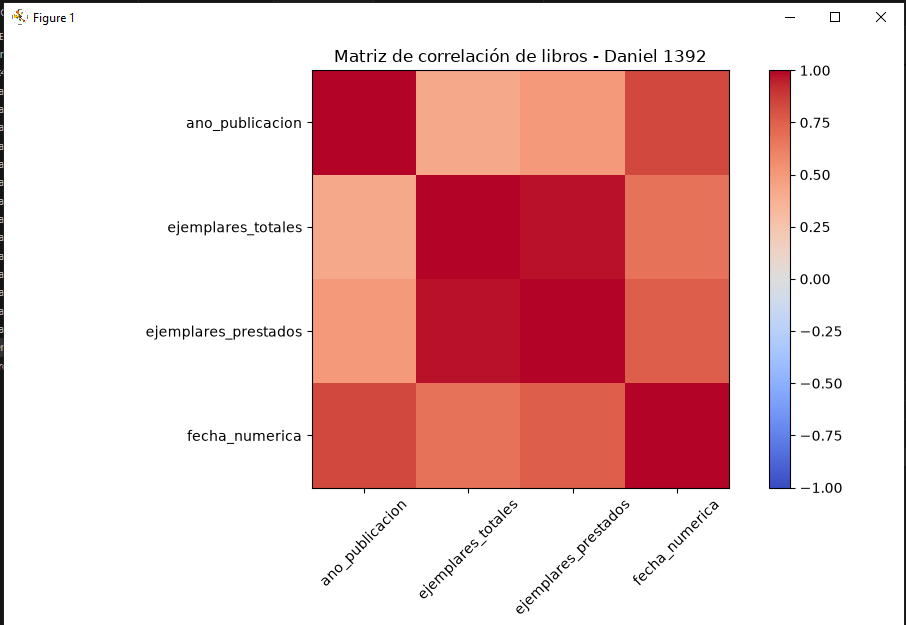 Figure 1
Matriz de correlación de libros - Daniel 1392
ano_publicacion
ejemplares_totales
ejemplares_prestados
fecha_numerica
1.00
0.75
0.50
0.25
0.00
−0.25
−0.50
−0.75
−1.00
ano_publicacion
ejemplares_totales
ejemplares_prestados
fecha_numerica